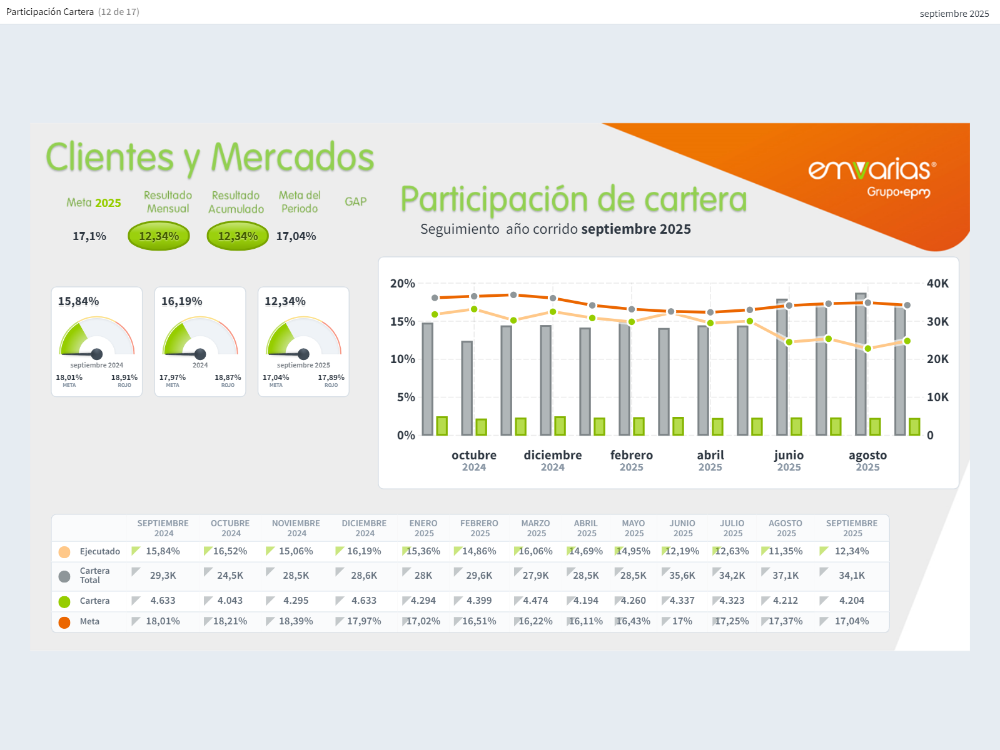 Participación Cartera (12 de 17)
septiembre 2025
Clientes y Mercados
emvarias®
Grupo•epm
Meta 2025
Resultado Mensual
Resultado Acumulado
Meta del Periodo
GAP
17,1%
12,34%
12,34%
17,04%
Participación de cartera
Seguimiento año corrido septiembre 2025
15,84%
septiembre 2024
18,01% META
18,91% ROJO
16,19%
2024
17,97% META
18,87% ROJO
12,34%
septiembre 2025
17,04% META
17,89% ROJO
20% 40K
15% 30K
10% 20K
5% 10K
0% 0
octubre diciembre febrero abril junio agosto
2024 2024 2025 2025 2025 2025
SEPTIEMBRE OCTUBRE NOVIEMBRE DICIEMBRE ENERO FEBRERO MARZO ABRIL MAYO JUNIO JULIO AGOSTO SEPTIEMBRE
2024 2024 2024 2024 2025 2025 2025 2025 2025 2025 2025 2025 2025
Ejecutado 15,84% 16,52% 15,06% 16,19% 15,36% 14,86% 16,06% 14,69% 14,95% 12,19% 12,63% 11,35% 12,34%
Cartera Total 29,3K 24,5K 28,5K 28,6K 28K 29,6K 27,9K 28,5K 28,5K 35,6K 34,2K 37,1K 34,1K
Cartera 4.633 4.043 4.295 4.633 4.294 4.399 4.474 4.194 4.260 4.337 4.323 4.212 4.204
Meta 18,01% 18,21% 18,39% 17,97% 17,02% 16,51% 16,22% 16,11% 16,43% 17% 17,25% 17,37% 17,04%